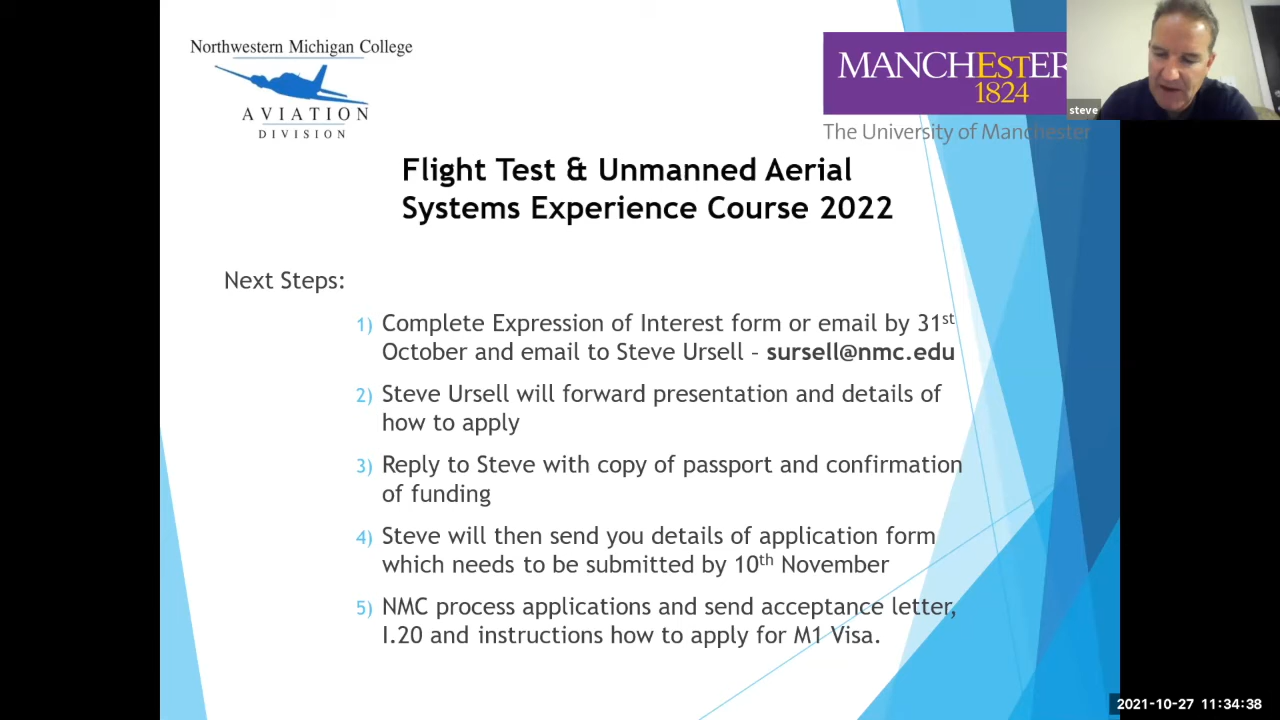 Northwestern Michigan College
AVIATION
DIVISION
MANCHEstER
1824
The University of Manchester
steve
Flight Test & Unmanned Aerial
Systems Experience Course 2022
Next Steps:
1) Complete Expression of Interest form or email by 31st
October and email to Steve Ursell – sursell@nmc.edu
2) Steve Ursell will forward presentation and details of
how to apply
3) Reply to Steve with copy of passport and confirmation
of funding
4) Steve will then send you details of application form
which needs to be submitted by 10th November
5) NMC process applications and send acceptance letter,
I.20 and instructions how to apply for M1 Visa.
2021-10-27 11:34:38